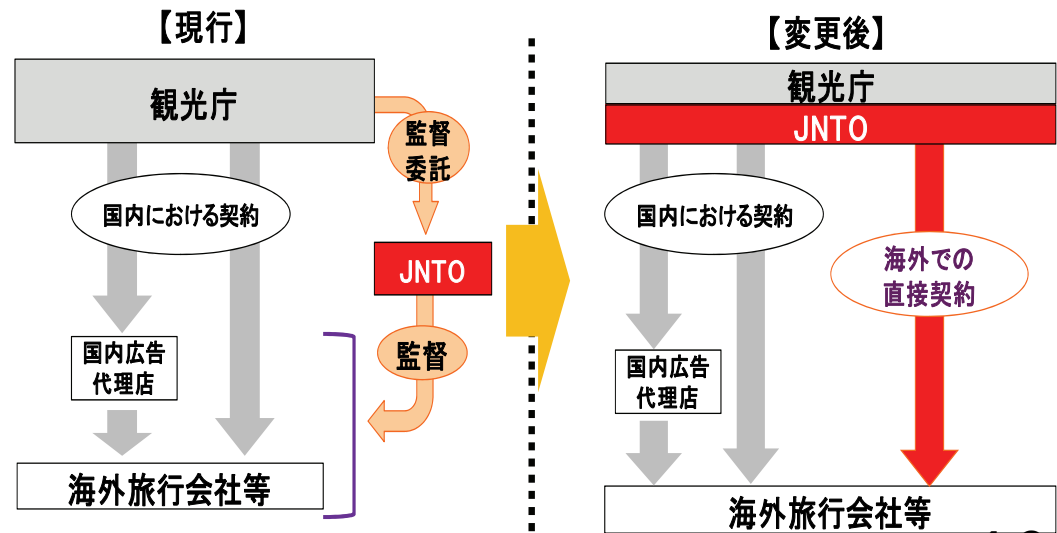 【現行】
観光庁
監督
委託
国内における契約
JNTO
監督
国内広告
代理店
海外旅行会社等
【変更後】
観光庁
JNTO
国内における契約
海外での
直接契約
国内広告
代理店
海外旅行会社等